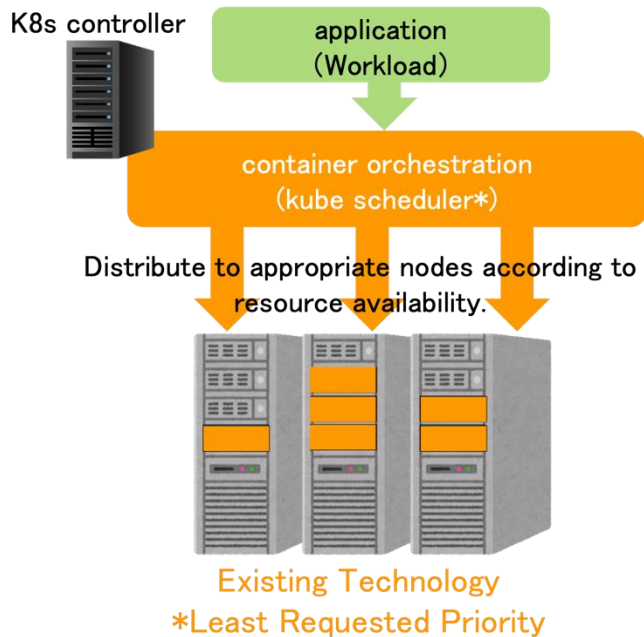 K8s controller
application
(Workload)
container orchestration
(kube scheduler*)
Distribute to appropriate nodes according to
resource availability.
Existing Technology
*Least Requested Priority